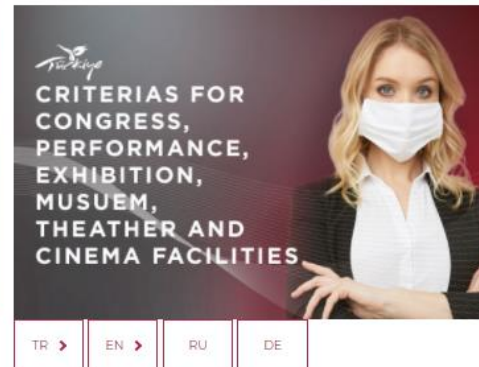 Türkiye
CRITERIAS FOR
CONGRESS,
PERFORMANCE,
EXHIBITION,
MUSUEM,
THEATHER AND
CINEMA FACILITIES
TR > EN > RU DE